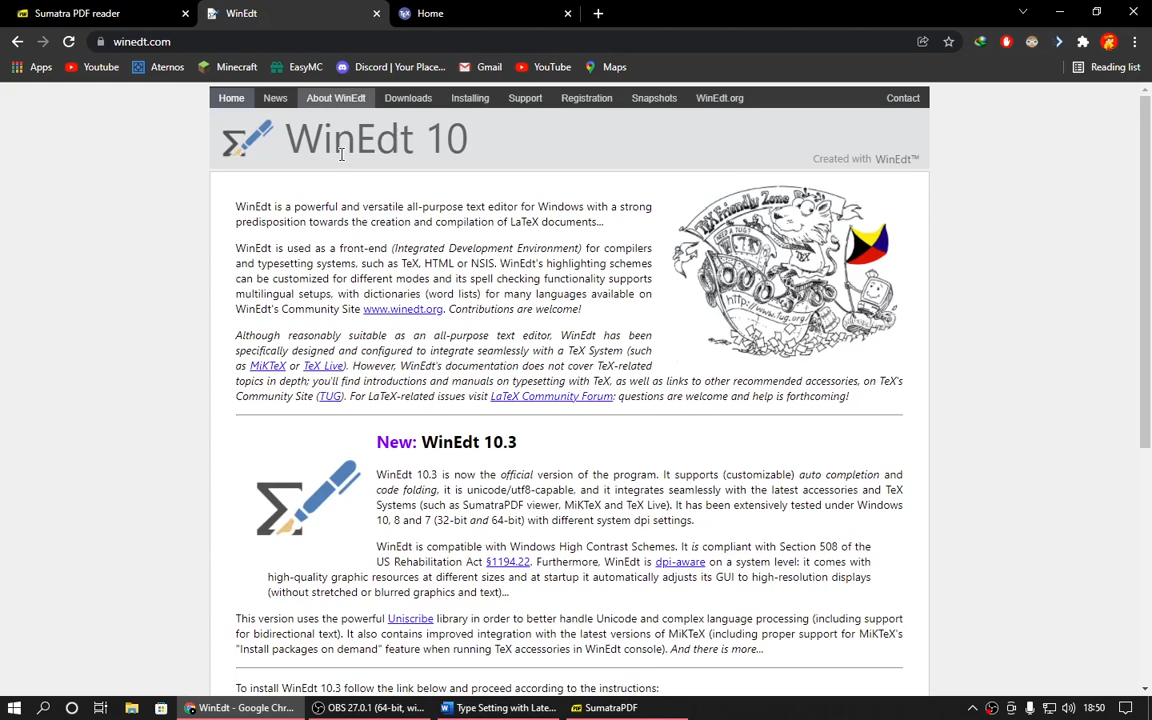 Sumatra PDF reader
WinEdt
Home
winedt.com
Apps
Youtube
Aternos
Minecraft
EasyMC
Discord | Your Place...
Gmail
YouTube
Maps
Reading list
Home
News
About WinEdt
Downloads
Installing
Support
Registration
Snapshots
WinEdt.org
Contact
WinEdt 10
Created with WinEdt™
WinEdt is a powerful and versatile all-purpose text editor for Windows with a strong
predisposition towards the creation and compilation of LaTeX documents...
WinEdt is used as a front-end (Integrated Development Environment) for compilers
and typesetting systems, such as TeX, HTML or NSIS. WinEdt's highlighting schemes
can be customized for different modes and its spell checking functionality supports
multilingual setups, with dictionaries (word lists) for many languages available on
WinEdt's Community Site www.winedt.org. Contributions are welcome!
Although reasonably suitable as an all-purpose text editor, WinEdt has been
specifically designed and configured to integrate seamlessly with a TeX System (such
as MiKTeX or TeX Live). However, WinEdt's documentation does not cover TeX-related
topics in depth; you'll find introductions and manuals on typesetting with TeX, as well as links to other recommended accessories, on TeX's
Community Site (TUG). For LaTeX-related issues visit LaTeX Community Forum: questions are welcome and help is forthcoming!
TEX FRIENDLY Zone
NEED A TUG?
TEX
http://www.tug.org/
New: WinEdt 10.3
WinEdt 10.3 is now the official version of the program. It supports (customizable) auto completion and
code folding, it is unicode/utf8-capable, and it integrates seamlessly with the latest accessories and TeX
Systems (such as SumatraPDF viewer, MiKTeX and TeX Live). It has been extensively tested under Windows
10, 8 and 7 (32-bit and 64-bit) with different system dpi settings.
WinEdt is compatible with Windows High Contrast Schemes. It is compliant with Section 508 of the
US Rehabilitation Act §1194.22. Furthermore, WinEdt is dpi-aware on a system level: it comes with
high-quality graphic resources at different sizes and at startup it automatically adjusts its GUI to high-resolution displays
(without stretched or blurred graphics and text)...
This version uses the powerful Uniscribe library in order to better handle Unicode and complex language processing (including support
for bidirectional text). It also contains improved integration with the latest versions of MiKTeX (including proper support for MiKTeX's
"Install packages on demand" feature when running TeX accessories in WinEdt console). And there is more...
To install WinEdt 10.3 follow the link below and proceed according to the instructions:
WinEdt - Google Chr...
OBS 27.0.1 (64-bit, wi...
Type Setting with Late...
SumatraPDF
18:50